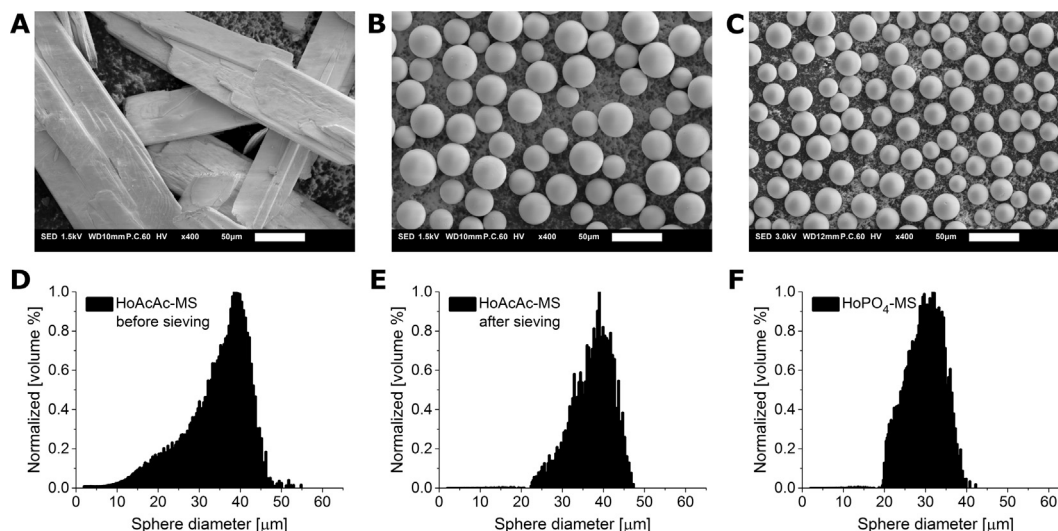 A
B
C
SED 1.5kV WD10mm P.C.60 HV x400 50μm
SED 1.5kV WD10mm P.C.60 HV x400 50μm
SED 3.0kV WD12mm P.C.60 HV x400 50μm
D
E
F
Normalized [volume %]
1.0
0.8
0.6
0.4
0.2
0.0
HoAcAc-MS
before sieving
0 10 20 30 40 50 60
Sphere diameter [μm]
Normalized [volume %]
1.0
0.8
0.6
0.4
0.2
0.0
HoAcAc-MS
after sieving
0 10 20 30 40 50 60
Sphere diameter [μm]
Normalized [volume %]
1.0
0.8
0.6
0.4
0.2
0.0
HoPO₄-MS
0 10 20 30 40 50 60
Sphere diameter [μm]